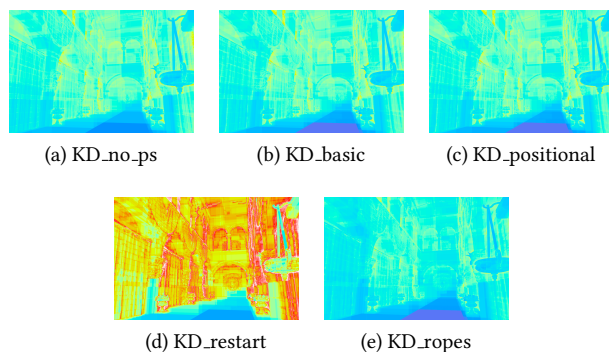 (a) KD_no_ps
(b) KD_basic
(c) KD_positional
(d) KD_restart
(e) KD_ropes